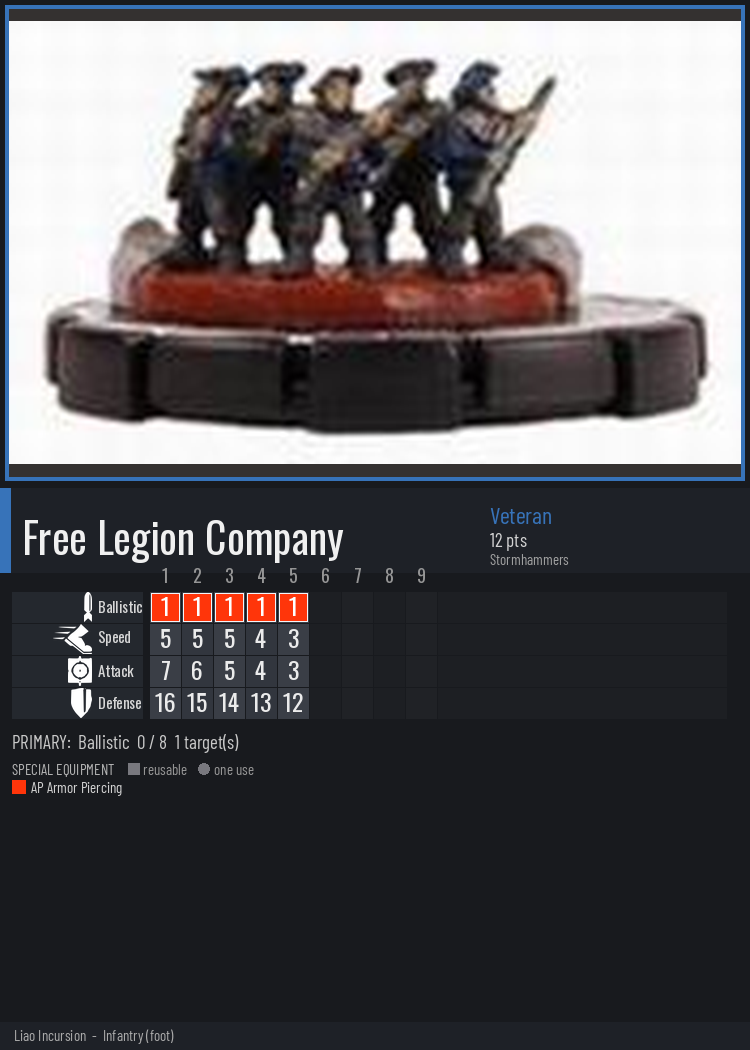 Free Legion Company
Veteran
12 pts
Stormhammers
1 2 3 4 5 6 7 8 9
Ballistic 1 1 1 1 1
Speed 5 5 5 4 3
Attack 7 6 5 4 3
Defense 16 15 14 13 12
PRIMARY: Ballistic 0 / 8 1 target(s)
SPECIAL EQUIPMENT reusable one use
AP Armor Piercing
Liao Incursion - Infantry (foot)